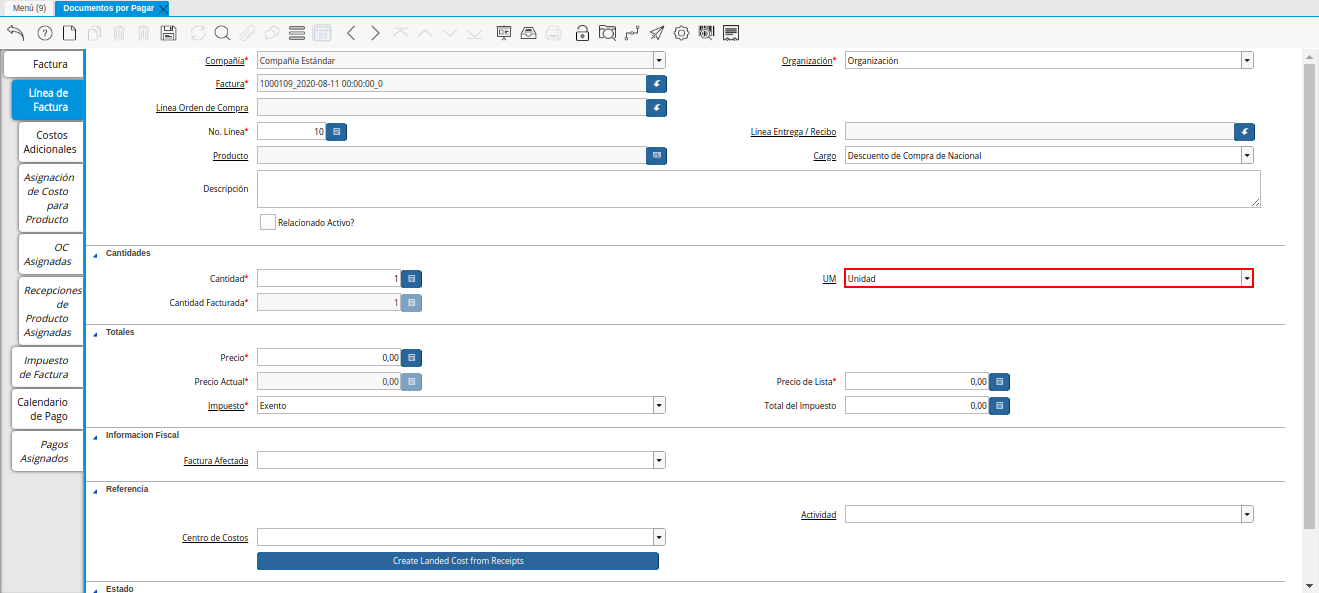 Menú (9)
Documentos por Pagar
Factura
Línea de
Factura
Costos
Adicionales
Asignación
de Costo
para
Producto
OC
Asignadas
Recepciones
de
Producto
Asignadas
Impuesto
de Factura
Calendario
de Pago
Pagos
Asignados
Compañía* Compañía Estándar
Organización* Organización
Factura* 1000109_2020-08-11 00:00:00_0
Línea Orden de Compra
No. Línea* 10
Línea Entrega / Recibo
Producto
Cargo Descuento de Compra de Nacional
Descripción
Relacionado Activo?
Cantidades
Cantidad* 1
UM Unidad
Cantidad Facturada* 1
Totales
Precio* 0,00
Precio Actual* 0,00
Precio de Lista* 0,00
Impuesto* Exento
Total del Impuesto 0,00
Informacion Fiscal
Factura Afectada
Referencia
Actividad
Centro de Costos
Create Landed Cost from Receipts
Estado